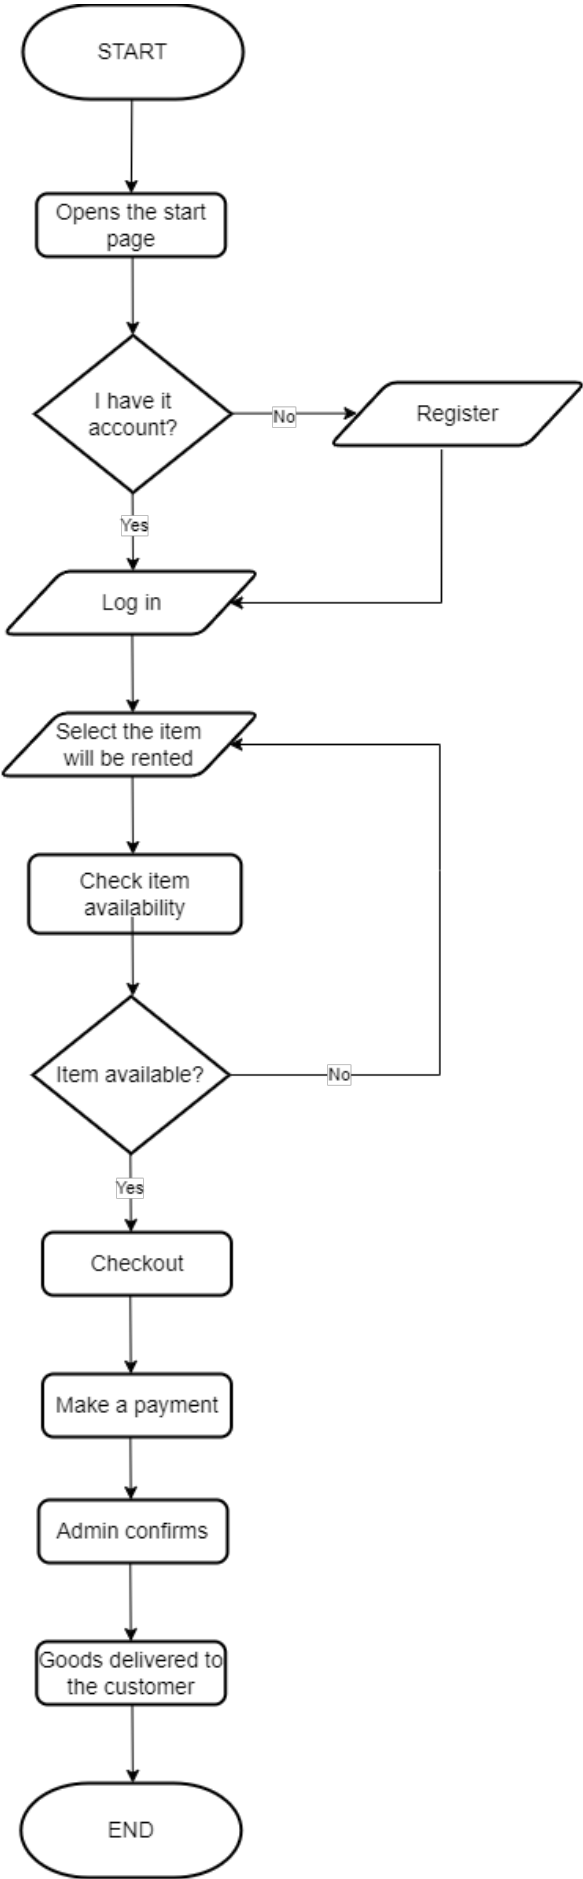 START
Opens the start
page
I have it
account?
No
Register
Yes
Log in
Select the item
will be rented
Check item
availability
Item available?
No
Yes
Checkout
Make a payment
Admin confirms
Goods delivered to
the customer
END